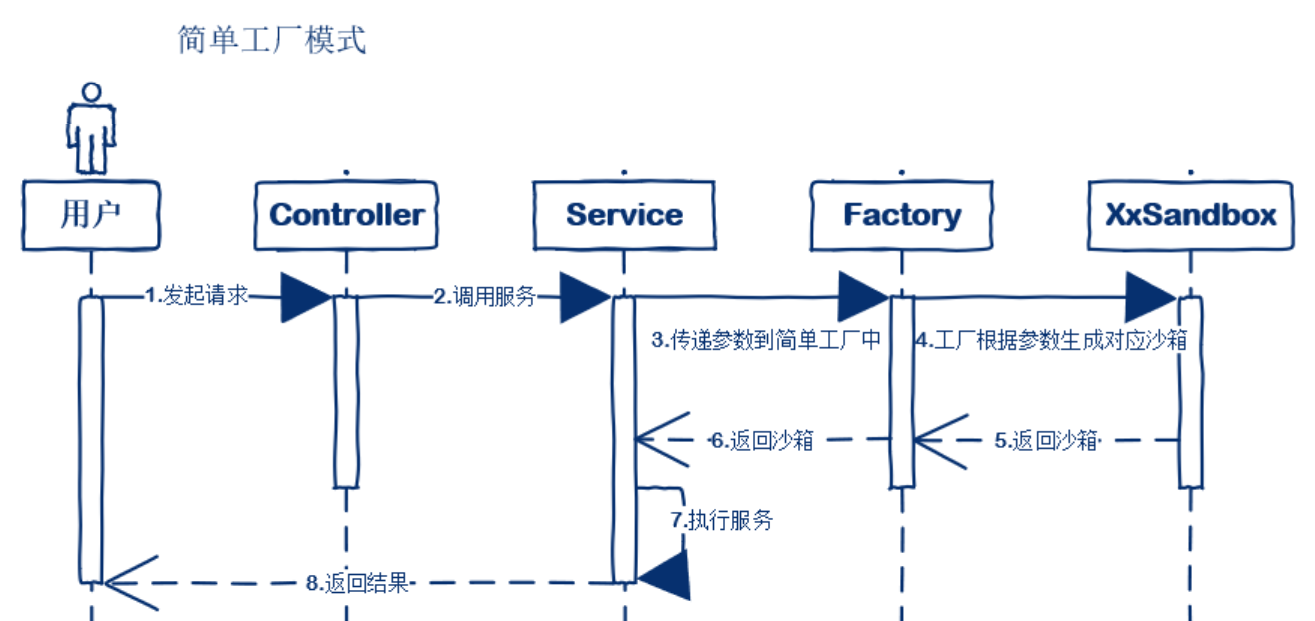 简单工厂模式
用户
Controller
Service
Factory
XxSandbox
1.发起请求
2.调用服务
3.传递参数到简单工厂中
4.工厂根据参数生成对应沙箱
6.返回沙箱
5.返回沙箱
7.执行服务
8.返回结果